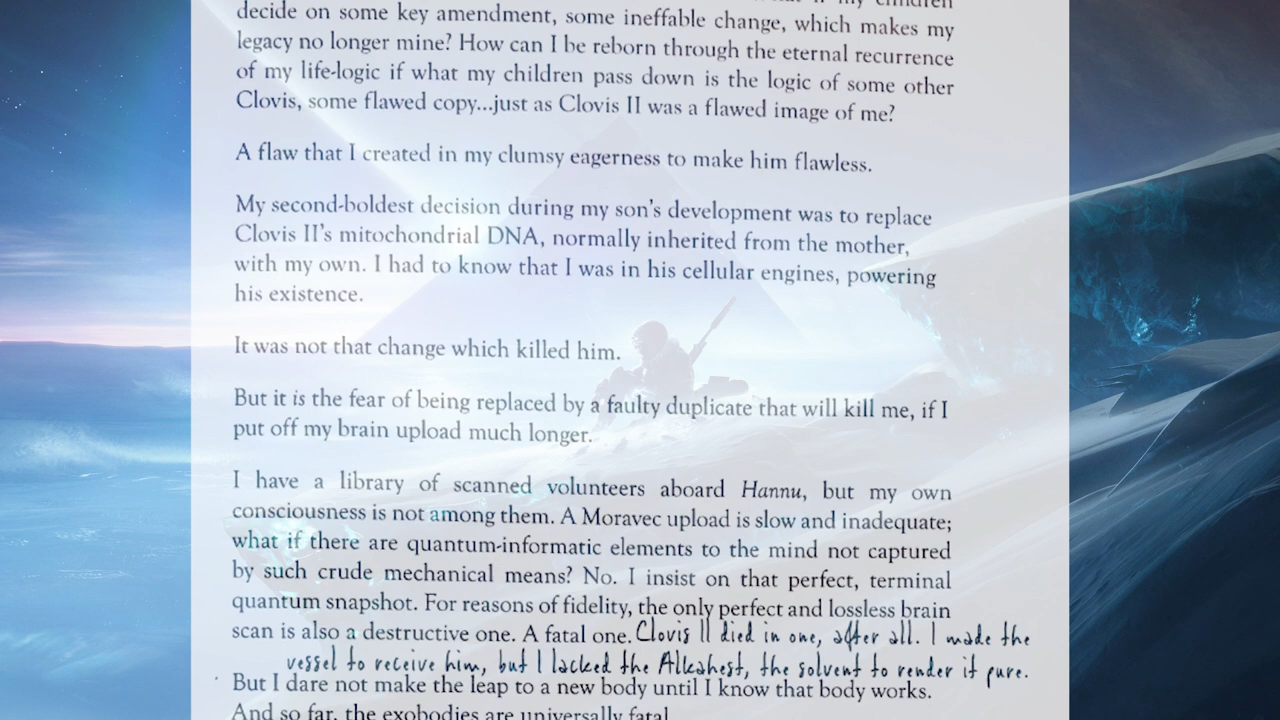 children
decide on some key amendment, some ineffable change, which makes my
legacy no longer mine? How can I be reborn through the eternal recurrence
of my life-logic if what my children pass down is the logic of some other
Clovis, some flawed copy...just as Clovis II was a flawed image of me?
A flaw that I created in my clumsy eagerness to make him flawless.
My second-boldest decision during my son's development was to replace
Clovis II's mitochondrial DNA, normally inherited from the mother,
with my own. I had to know that I was in his cellular engines, powering
his existence.
It was not that change which killed him.
But it is the fear of being replaced by a faulty duplicate that will kill me, if I
put off my brain upload much longer.
I have a library of scanned volunteers aboard Hannu, but my own
consciousness is not among them. A Moravec upload is slow and inadequate;
what if there are quantum-informatic elements to the mind not captured
by such crude mechanical means? No. I insist on that perfect, terminal
quantum snapshot. For reasons of fidelity, the only perfect and lossless brain
scan is also a destructive one. A fatal one. Clovis II died in one, after all. I made the
vessel to receive him, but I lacked the Alkahest, the solvent to render it pure.
But I dare not make the leap to a new body until I know that body works.
And so far, the exobodies are universally fatal